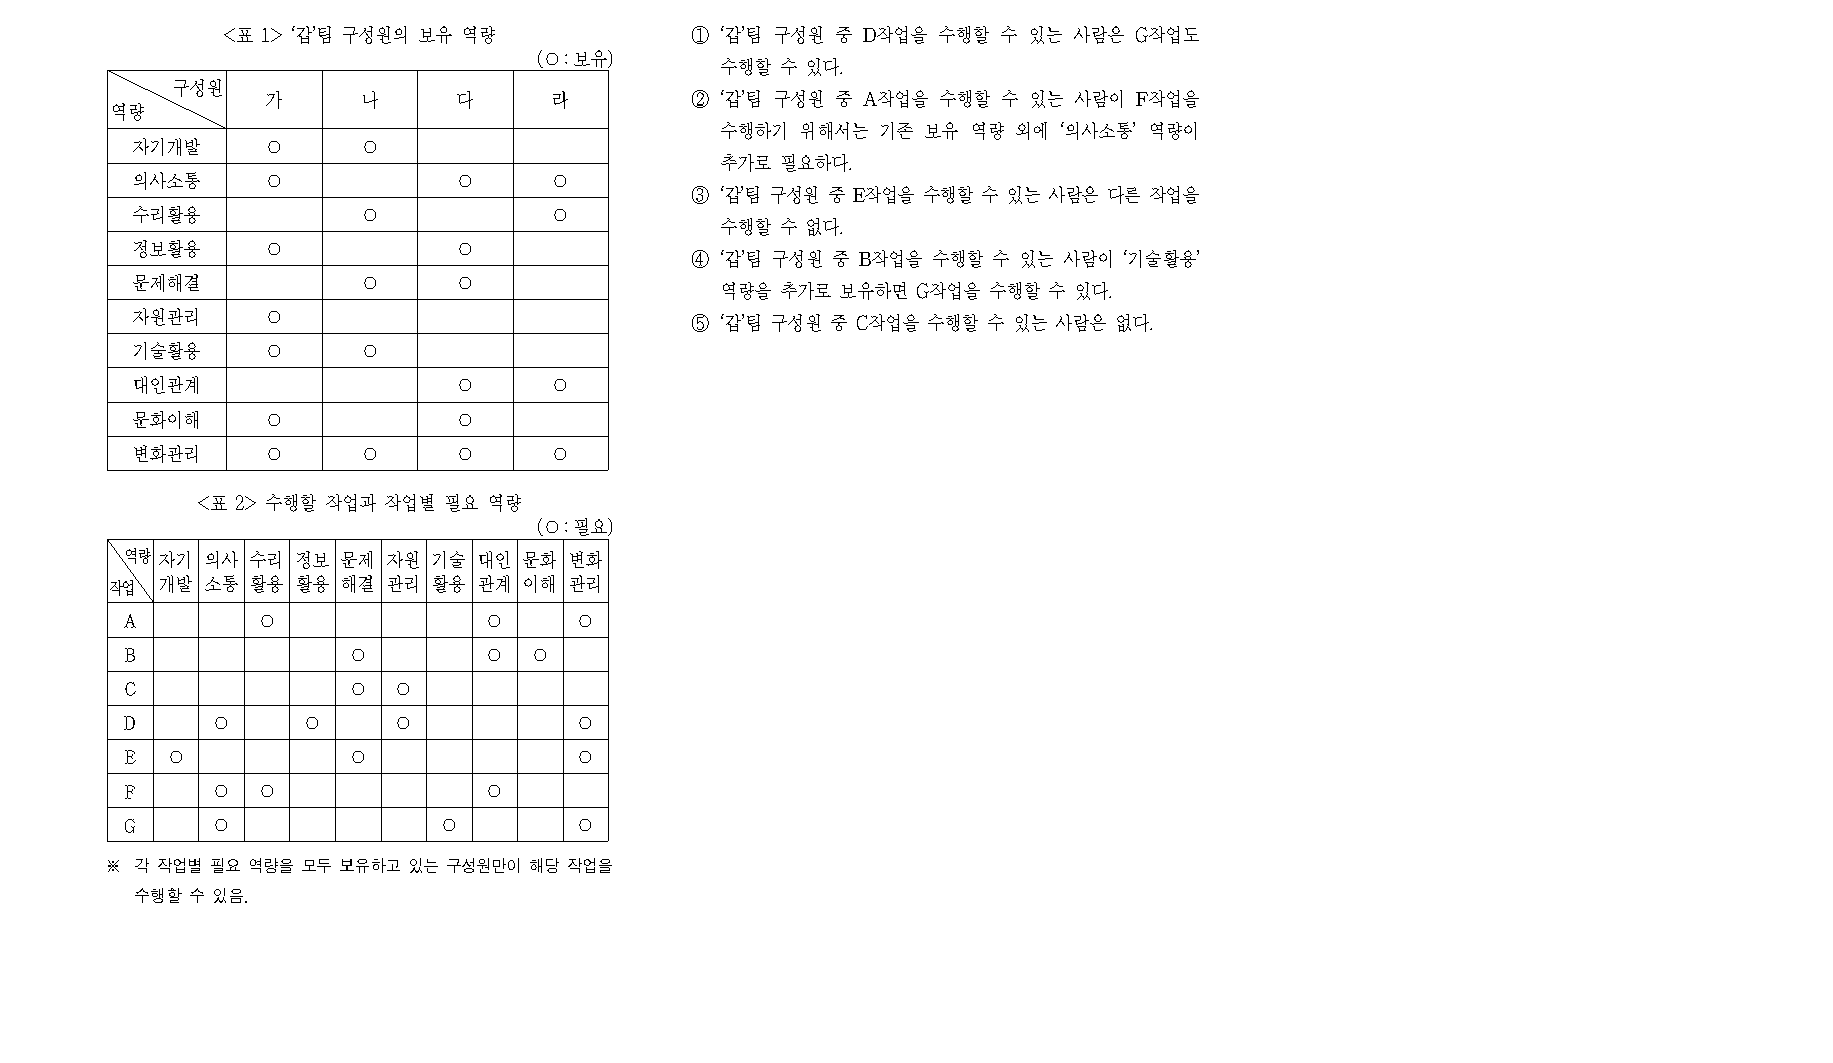 <표 1> ‘갑’팀 구성원의 보유 역량
(○ : 보유)
역량 구성원 가 나 다 라
자기개발 ○ ○
의사소통 ○ ○ ○
수리활용 ○ ○
정보활용 ○ ○
문제해결 ○ ○
자원관리 ○
기술활용 ○ ○
대인관계 ○ ○
문화이해 ○ ○
변화관리 ○ ○ ○ ○
<표 2> 수행할 작업과 작업별 필요 역량
(○ : 필요)
역량 자기 의사 수리 정보 문제 자원 기술 대인 문화 변화
작업 개발 소통 활용 활용 해결 관리 활용 관계 이해 관리
A ○ ○ ○
B ○ ○ ○
C ○ ○
D ○ ○ ○ ○
E ○ ○ ○
F ○ ○ ○
G ○ ○ ○
※ 각 작업별 필요 역량을 모두 보유하고 있는 구성원만이 해당 작업을
수행할 수 있음.
① ‘갑’팀 구성원 중 D작업을 수행할 수 있는 사람은 G작업도
수행할 수 있다.
② ‘갑’팀 구성원 중 A작업을 수행할 수 있는 사람이 F작업을
수행하기 위해서는 기존 보유 역량 외에 ‘의사소통’ 역량이
추가로 필요하다.
③ ‘갑’팀 구성원 중 E작업을 수행할 수 있는 사람은 다른 작업을
수행할 수 없다.
④ ‘갑’팀 구성원 중 B작업을 수행할 수 있는 사람이 ‘기술활용’
역량을 추가로 보유하면 G작업을 수행할 수 있다.
⑤ ‘갑’팀 구성원 중 C작업을 수행할 수 있는 사람은 없다.